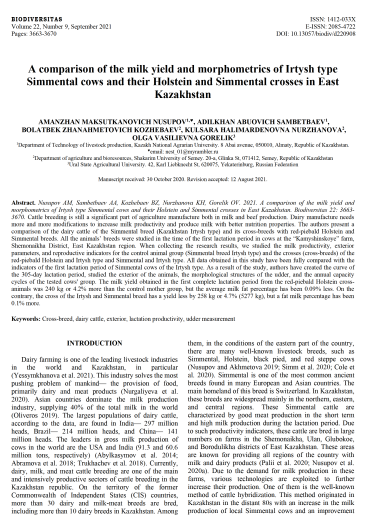 BIODIVERSITAS
ISSN: 1412-033X
Volume 22, Number 9, September 2021
E-ISSN: 2085-4722
Pages: 3663-3670
DOI: 10.13057/biodiv/d220908
A comparison of the milk yield and morphometrics of Irtysh type
Simmental cows and their Holstein and Simmental crosses in East
Kazakhstan
AMANZHAN MAKSUTKANOVICH NUSUPOV1,♥, ADILKHAN ABUOVICH SAMBETBAEV1,
BOLATBEK ZHANAHMETOVICH KOZHEBAEV2, KULSARA HALIMARDENOVNA NURZHANOVA2,
OLGA VASILJEVNA GORELIK3
1Department of Technology of livestock production, Kazakh National Agrarian University. 8 Abai avenue, 050010, Almaty, Republic of Kazakhstan.
2Department of agriculture and bioresources, Shakarim University of Semey. 20-a, Glinka St, 071412, Semey, Republic of Kazakhstan
3Ural State Agrarian University. 42, Karl Liebknecht St, 620075, Yekaterinburg, Russian Federation
Manuscript received: 30 October 2020. Revision accepted: 12 August 2021.
Abstract. Nusupov AM, Sambetbaev AA, Kozhebaev BZ, Nurzhanova KH, Gorelik OV. 2021. A comparison of the milk yield and
morphometrics of Irtysh type Simmental cows and their Holstein and Simmental crosses in East Kazakhstan. Biodiversitas 22: 3663-
3670. Cattle breeding is still a significant part of agriculture manufacture both in milk and beef production. Dairy manufacture needs
more and more modifications to increase milk productivity and produce milk with better nutrition properties. The authors present a
comparison of the dairy cattle of the Simmental breed (Kazakhstan Irtysh type) and its cross-breeds with red-piebald Holstein and
Simmental breeds. All the animals' breeds were studied in the time of the first lactation period in cows at the "Kamyshinskoye" farm,
Shemonaikha District, East Kazakhstan region. When collecting the research results, we studied the milk productivity, exterior
parameters, and reproductive indicators for the control animal group (Simmental breed Irtysh type) and the crosses (cross-breeds) of the
red-piebald Holstein and Irtysh type and Simmental and Irtysh type. All data obtained in this study have been fully compared with the
indicators of the first lactation period of Simmental cows of the Irtysh type. As a result of the study, authors have created the curve of
the 305-day lactation period, studied the exterior of the animals, the morphological structures of the udder, and the annual capacity
cycles of the tested cows' group. The milk yield obtained in the first complete lactation period from the red-piebald Holstein cross-
animals was 240 kg or 4.2% more than the control mother group, but the average milk fat percentage has been 0.09% less. On the
contrary, the cross of the Irtysh and Simmental breed has a yield less by 258 kg or 4.7% (5277 kg), but a fat milk percentage has been
0.1% more.
Keywords: Cross-breed, dairy cattle, exterior, lactation productivity, udder measurement
INTRODUCTION
Dairy farming is one of the leading livestock industries
in the world and Kazakhstan, in particular
(Yessymkhanova et al. 2021). This industry solves the most
pushing problem of mankind— the provision of food,
primarily dairy and meat products (Nurgaliyeva et al.
2020). Asian countries dominate the milk production
industry, supplying 40% of the total milk in the world
(Oliveros 2019). The largest populations of dairy cattle,
according to the data, are found in India— 297 million
heads, Brazil— 214 million heads, and China— 141
million heads. The leaders in gross milk production of
cows in the world are the USA and India (91.3 and 60.6
million tons, respectively) (Abylkasymov et al. 2014;
Abramova et al. 2018; Trukhachev et al. 2018). Currently,
dairy, milk, and meat cattle breeding are one of the main
and intensively productive sectors of cattle breeding in the
Kazakhstan republic. On the territory of the former
Commonwealth of Independent States (CIS) countries,
more than 30 dairy and milk-meat breeds are bred,
including more than 10 dairy breeds in Kazakhstan. Among
them, in the conditions of the eastern part of the country,
there are many well-known livestock breeds, such as
Simmental, Holstein, black pied, and red steppe cows
(Nusupov and Akhmetova 2019; Simm et al. 2020; Cole et
al. 2020). Simmental is one of the most common ancient
breeds found in many European and Asian countries. The
main homeland of this breed is Switzerland. In Kazakhstan,
these breeds are widespread mainly in the northern, eastern,
and central regions. These Simmental cattle are
characterized by good meat production in the short term
and high milk production during the lactation period. Due
to such productivity indicators, these cattle are bred in large
numbers on farms in the Shemonaikha, Ulan, Glubokoe,
and Borodulikha districts of East Kazakhstan. These areas
are known for providing all regions of the country with
milk and dairy products (Palii et al. 2020; Nusupov et al.
2020a). Due to the demand for milk production in these
farms, various technologies are exploited to further
increase their production. One of them is the well-known
method of cattle hybridization. This method originated in
Kazakhstan in the distant 80s with an increase in the milk
production of local Simmental cows and an improvement